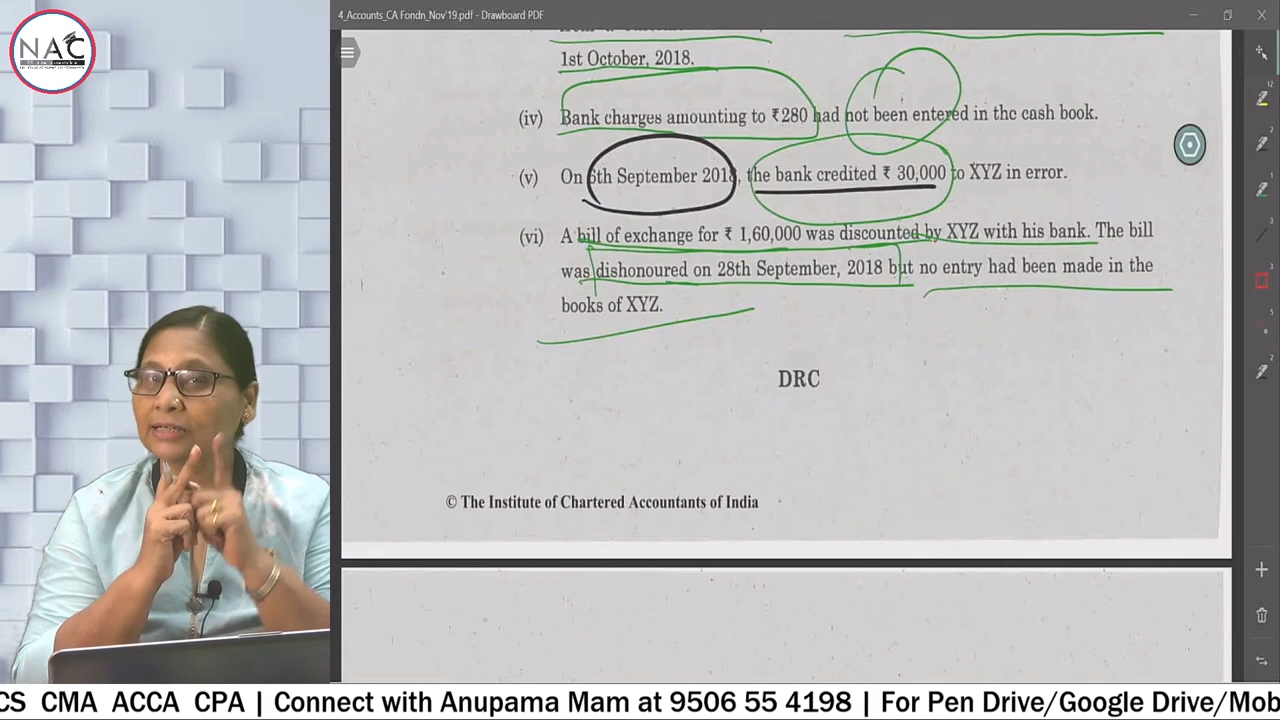 4_Accounts_CA Fondn_Nov'19.pdf - Drawboard PDF
NAC
1st October, 2018.
(iv) Bank charges amounting to ₹280 had not been entered in the cash book.
(v) On 6th September 2018, the bank credited ₹ 30,000 to XYZ in error.
(vi) A bill of exchange for ₹ 1,60,000 was discounted by XYZ with his bank. The bill
was dishonoured on 28th September, 2018 but no entry had been made in the
books of XYZ.
DRC
© The Institute of Chartered Accountants of India
CS CMA ACCA CPA | Connect with Anupama Mam at 9506 55 4198 | For Pen Drive/Google Drive/Mob